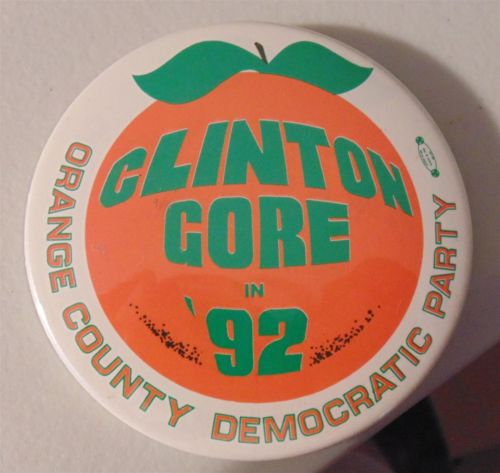 CLINTON
GORE
IN
'92
ORANGE COUNTY DEMOCRATIC PARTY